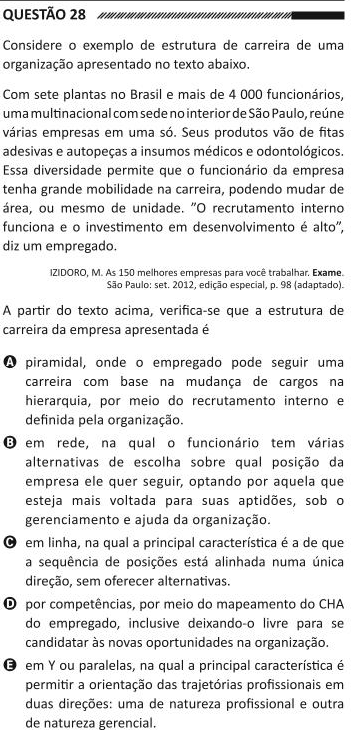 QUESTÃO 28
Considere o exemplo de estrutura de carreira de uma
organização apresentado no texto abaixo.
Com sete plantas no Brasil e mais de 4 000 funcionários,
uma multinacional com sede no interior de São Paulo, reúne
várias empresas em uma só. Seus produtos vão de fitas
adesivas e autopeças a insumos médicos e odontológicos.
Essa diversidade permite que o funcionário da empresa
tenha grande mobilidade na carreira, podendo mudar de
área, ou mesmo de unidade. "O recrutamento interno
funciona e o investimento em desenvolvimento é alto",
diz um empregado.
IZIDORO, M. As 150 melhores empresas para você trabalhar. Exame.
São Paulo: set. 2012, edição especial, p. 98 (adaptado).
A partir do texto acima, verifica-se que a estrutura de
carreira da empresa apresentada é
A piramidal, onde o empregado pode seguir uma
carreira com base na mudança de cargos na
hierarquia, por meio do recrutamento interno e
definida pela organização.
B em rede, na qual o funcionário tem várias
alternativas de escolha sobre qual posição da
empresa ele quer seguir, optando por aquela que
esteja mais voltada para suas aptidões, sob o
gerenciamento e ajuda da organização.
C em linha, na qual a principal característica é a de que
a sequência de posições está alinhada numa única
direção, sem oferecer alternativas.
D por competências, por meio do mapeamento do CHA
do empregado, inclusive deixando-o livre para se
candidatar às novas oportunidades na organização.
E em Y ou paralelas, na qual a principal característica é
permitir a orientação das trajetórias profissionais em
duas direções: uma de natureza profissional e outra
de natureza gerencial.